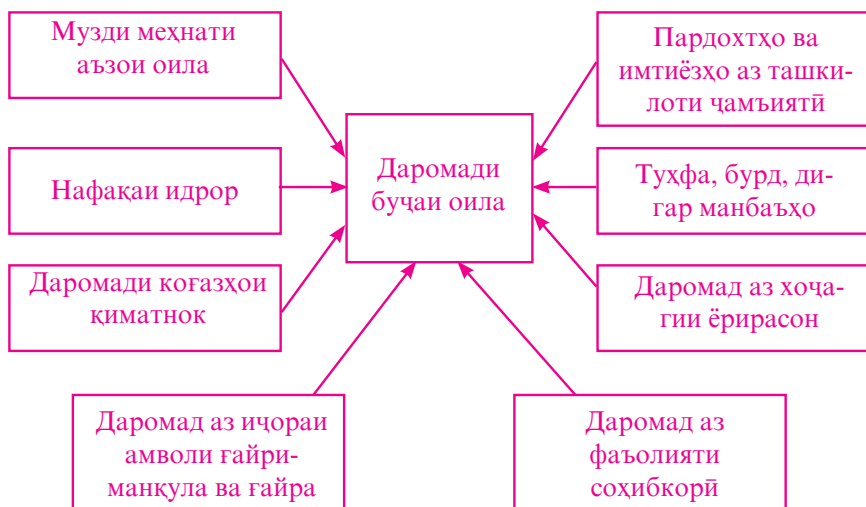 Музди меҳнати
аъзои оила
Пардохтҳо ва
имтиёзҳо аз ташки-
лоти ҷамъиятӣ
Даромади
буҷаи оила
Нафақаи идрор
Туҳфа, бурд, ди-
гар манбаъҳо
Даромади коғазҳои
қиматнок
Даромад аз хоҷа-
гии ёрирасон
Даромад аз иҷораи
амволи ғайри-
манқула ва ғайра
Даромад аз
фаъолияти
соҳибкорӣ